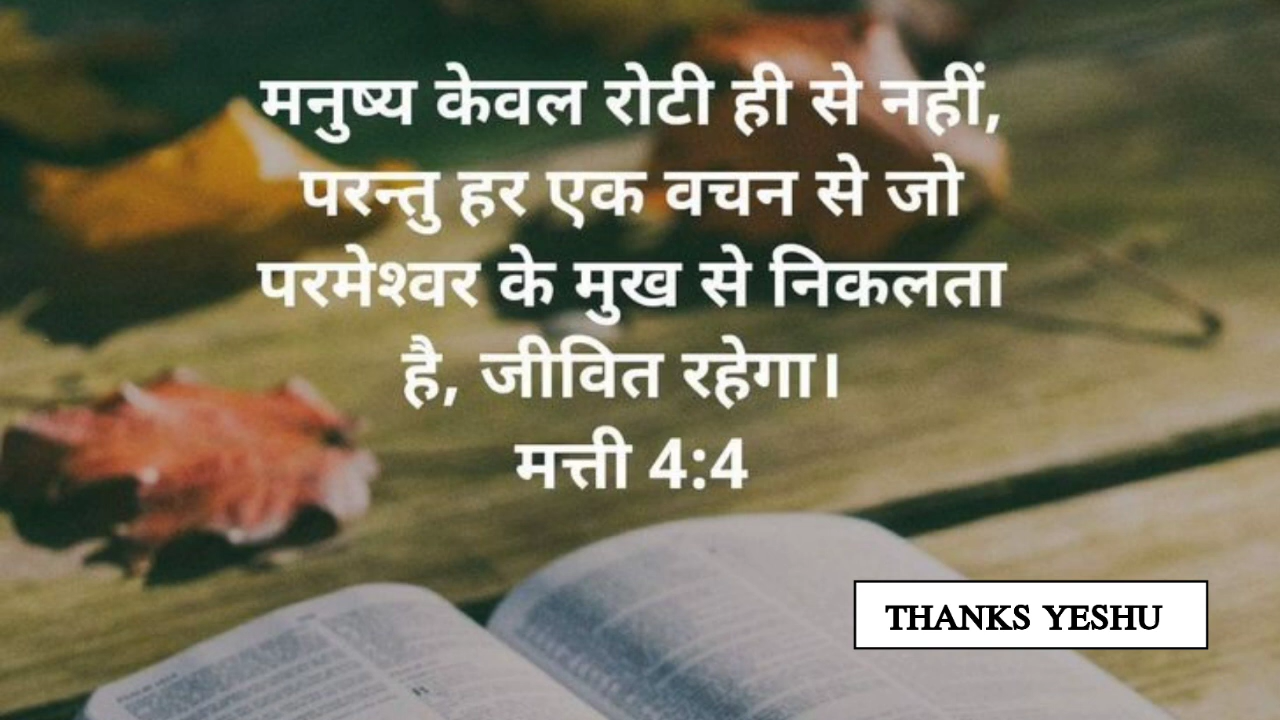 मनुष्य केवल रोटी ही से नहीं,
परन्तु हर एक वचन से जो
परमेश्वर के मुख से निकलता
है, जीवित रहेगा।
मत्ती 4:4
THANKS YESHU